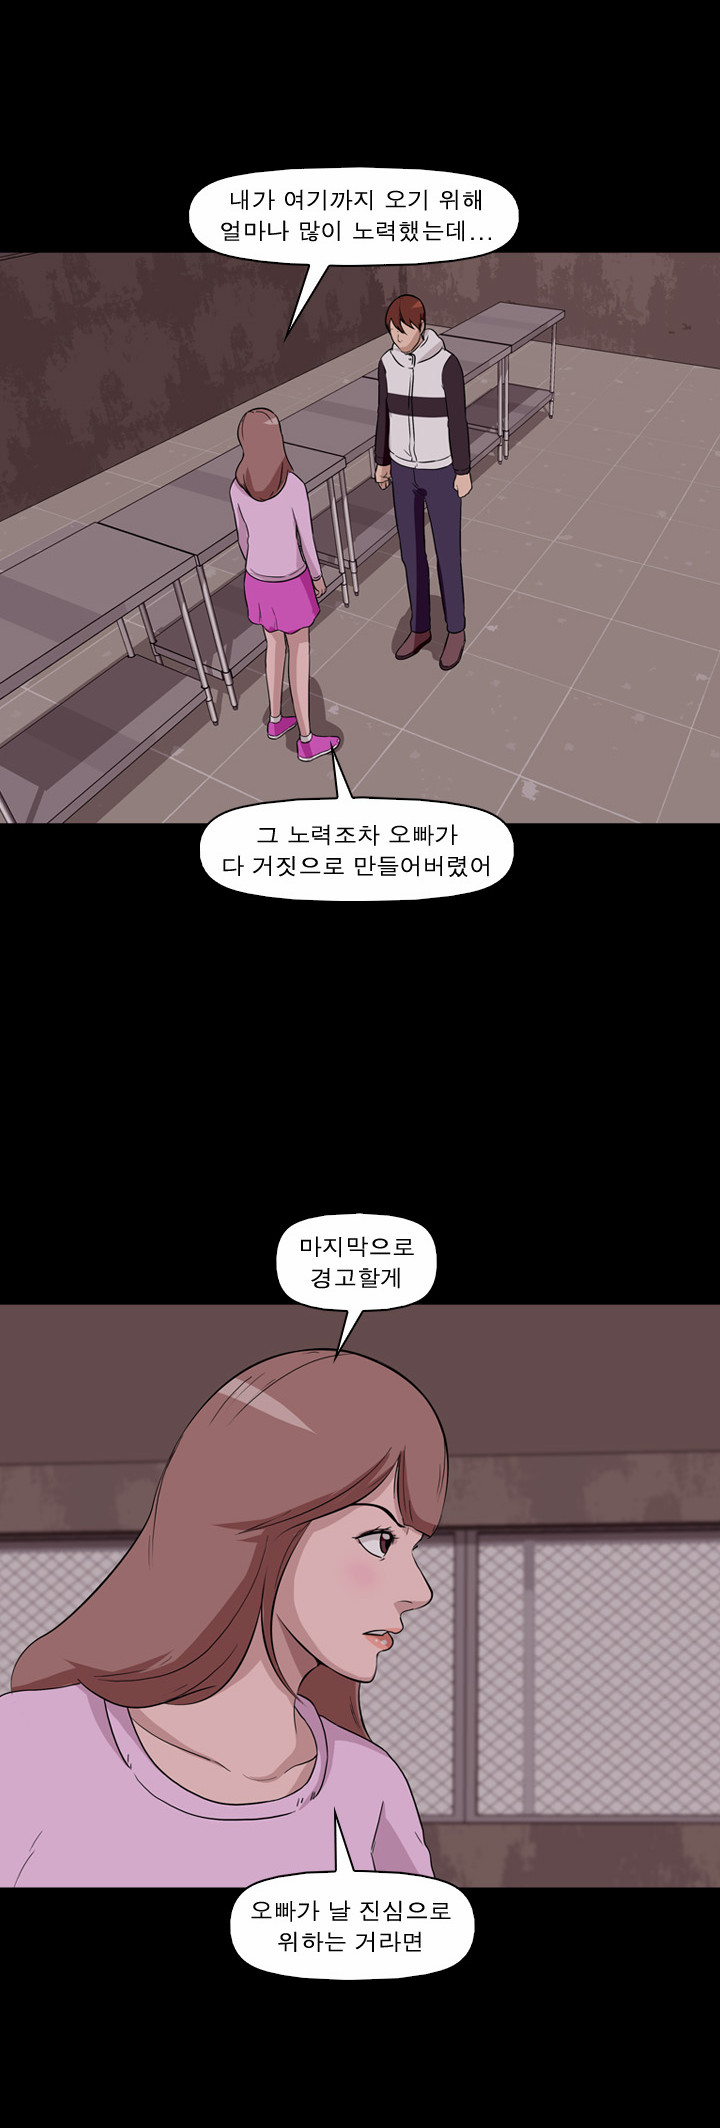 내가 여기까지 오기 위해
얼마나 많이 노력했는데...
그 노력조차 오빠가
다 거짓으로 만들어버렸어
마지막으로
경고할게
오빠가 날 진심으로
위하는 거라면